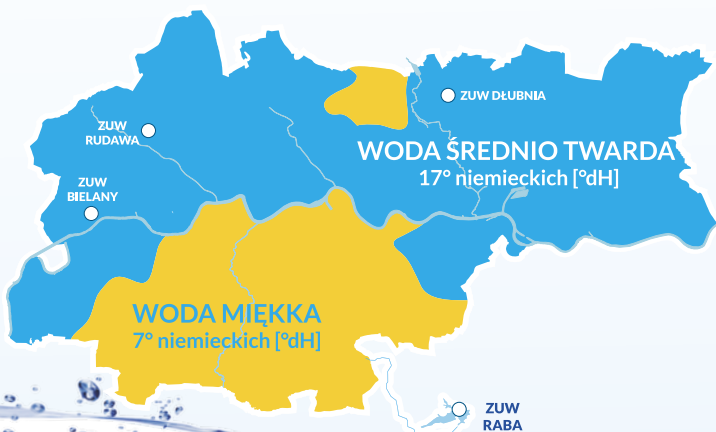 ZUW DŁUBNIA
ZUW
RUDAWA
WODA ŚREDNIO TWARDA
17° niemieckich [°dH]
ZUW
BIELANY
WODA MIĘKKA
7° niemieckich [°dH]
ZUW
RABA